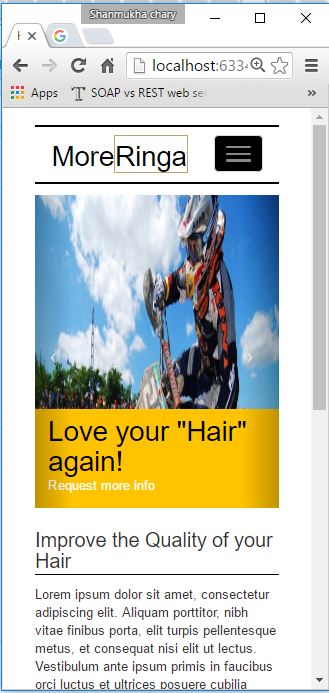 Shanmukha chary
localhost:6334
Apps
SOAP vs REST web se
»
MoreRinga
Love your "Hair"
again!
Request more info
Improve the Quality of your
Hair
Lorem ipsum dolor sit amet, consectetur
adipiscing elit. Aliquam porttitor, nibh
vitae finibus porta, elit turpis pellentesque
metus, et consequat nisi elit ut lectus.
Vestibulum ante ipsum primis in faucibus
orci luctus et ultrices posuere cubilia